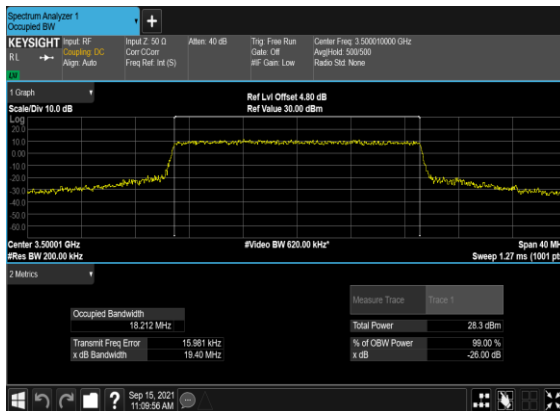 Spectrum Analyzer 1
Occupied BW
KEYSIGHT
RL
Input: RF
Coupling: DC
Align: Auto
Input Z: 50 Ω
Corr CCorr
Freq Ref: Int (S)
Atten: 40 dB
Trig: Free Run
Gate: Off
#IF Gain: Low
Center Freq: 3.500010000 GHz
Avg|Hold: 500/500
Radio Std: None
1 Graph
Scale/Div 10.0 dB
Ref Lvl Offset 4.80 dB
Ref Value 30.00 dBm
Log
20.0
10.0
0.00
-10.0
-20.0
-30.0
-40.0
-50.0
-60.0
Center 3.50001 GHz
#Res BW 200.00 kHz
#Video BW 620.00 kHz*
Span 40 MH
Sweep 1.27 ms (1001 pts
2 Metrics
Measure Trace Trace 1
Occupied Bandwidth
18.212 MHz
Transmit Freq Error 15.981 kHz
x dB Bandwidth 19.40 MHz
Total Power 28.3 dBm
% of OBW Power 99.00 %
x dB -26.00 dB
?
Sep 15, 2021
11:09:56 AM